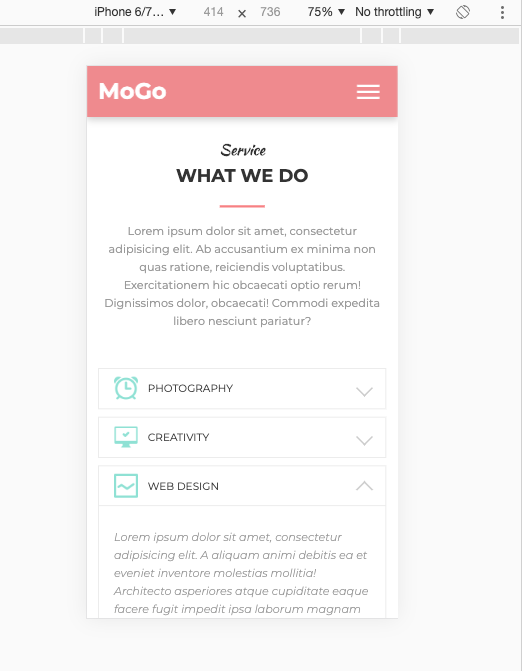 iPhone 6/7… ▼ 414 × 736 75% ▼ No throttling ▼
MoGo
Service
WHAT WE DO
Lorem ipsum dolor sit amet, consectetur
adipisicing elit. Ab accusantium ex minima non
quas ratione, reiciendis voluptatibus.
Exercitationem hic obcaecati optio rerum!
Dignissimos dolor, obcaecati! Commodi expedita
libero nesciunt pariatur?
PHOTOGRAPHY
CREATIVITY
WEB DESIGN
Lorem ipsum dolor sit amet, consectetur
adipisicing elit. A aliquam animi debitis ea et
eveniet inventore molestias mollitia!
Architecto asperiores atque cupiditate eaque
facere fugit impedit ipsa laborum magnam